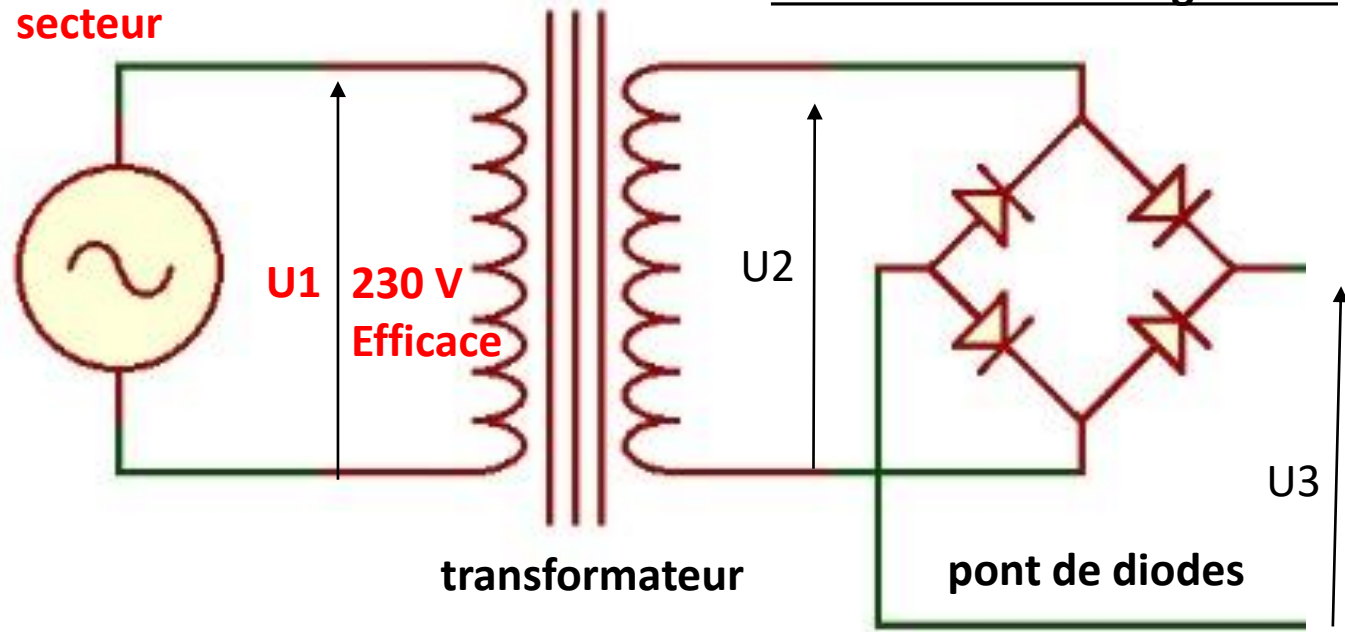 secteur
U1
230 V
Efficace
U2
U3
transformateur
pont de diodes